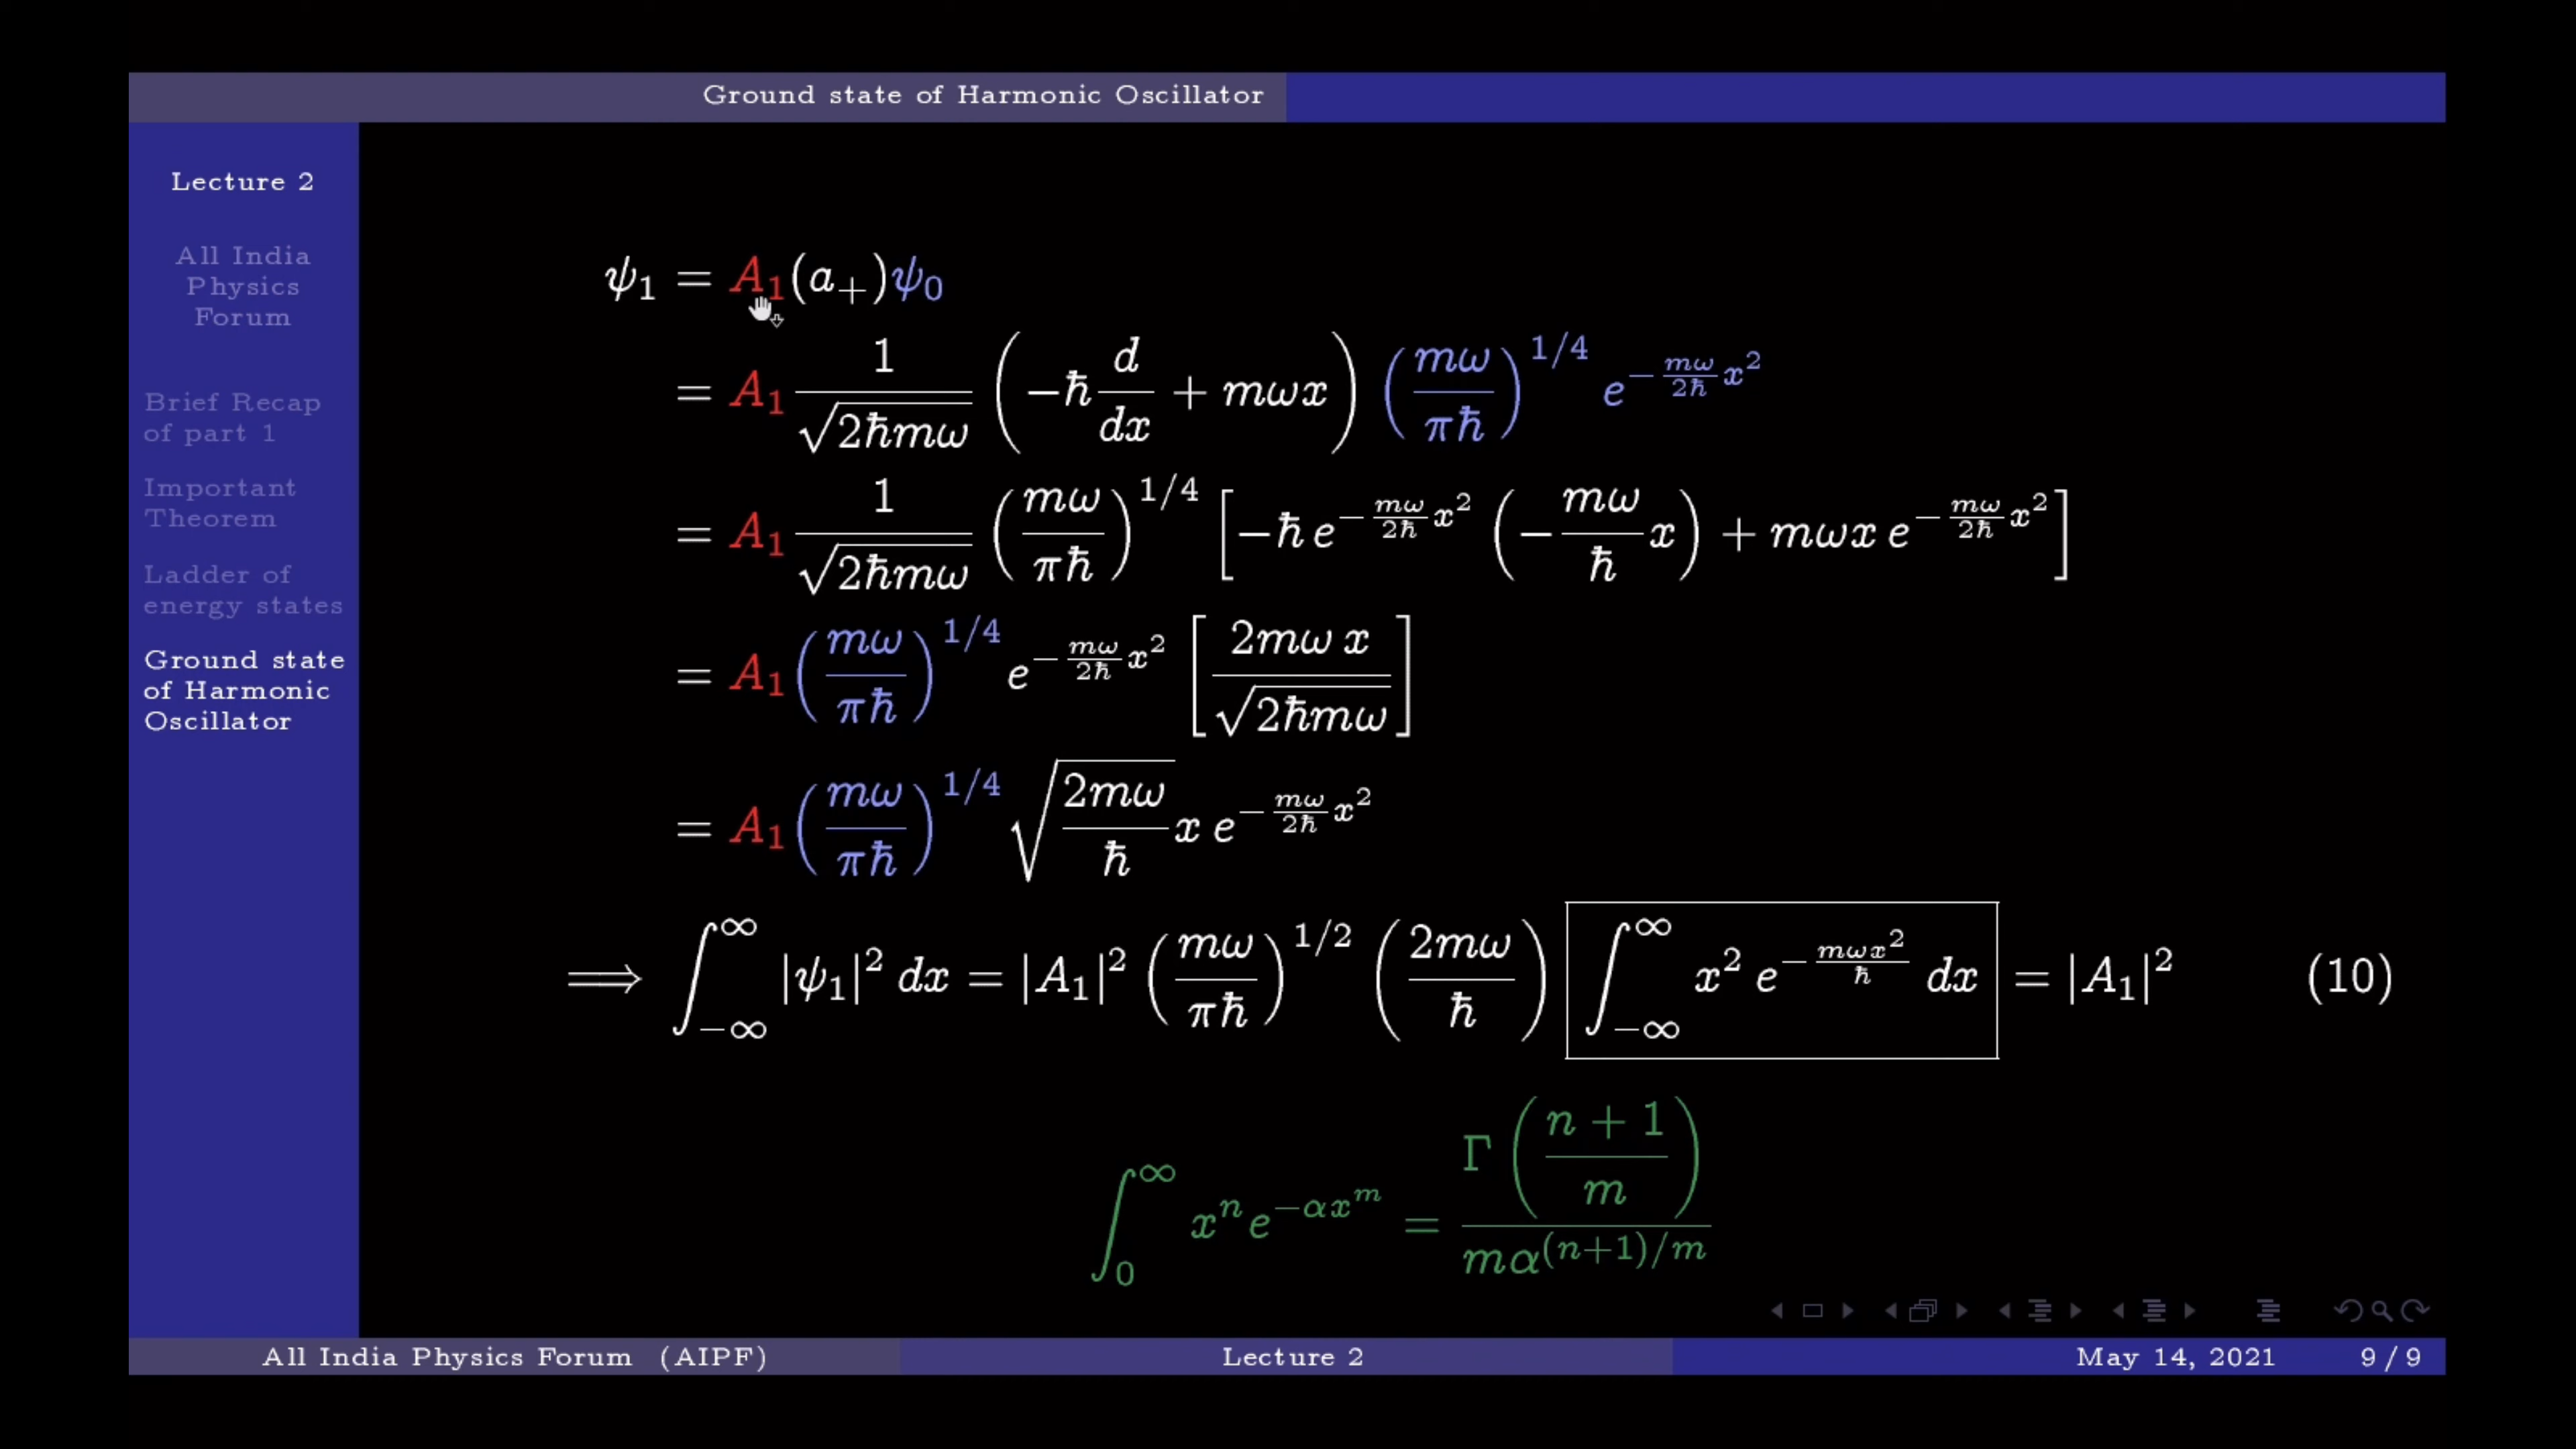 Ground state of Harmonic Oscillator
Lecture 2
All India
Physics
Forum
Brief Recap
of part 1
Important
Theorem
Ladder of
energy states
Ground state
of Harmonic
Oscillator
ψ₁ = A₁(a₊)ψ₀
= A₁ 1/√(2ħmω) (−ħ d/dx + mωx) (mω/πħ)^{1/4} e^{−(mω/2ħ)x²}
= A₁ 1/√(2ħmω) (mω/πħ)^{1/4} [−ħ e^{−(mω/2ħ)x²} (−(mω/ħ)x) + mωx e^{−(mω/2ħ)x²}]
= A₁ (mω/πħ)^{1/4} e^{−(mω/2ħ)x²} [2mω x/√(2ħmω)]
= A₁ (mω/πħ)^{1/4} √(2mω/ħ) x e^{−(mω/2ħ)x²}
⟹ ∫_{−∞}^{∞} |ψ₁|² dx = |A₁|² (mω/πħ)^{1/2} (2mω/ħ) ∫_{−∞}^{∞} x² e^{−mωx²/ħ} dx = |A₁|² (10)
∫_0^∞ xⁿ e^{−αx^m} = Γ((n + 1)/m) / (mα^{(n+1)/m})
All India Physics Forum (AIPF) Lecture 2 May 14, 2021 9 / 9